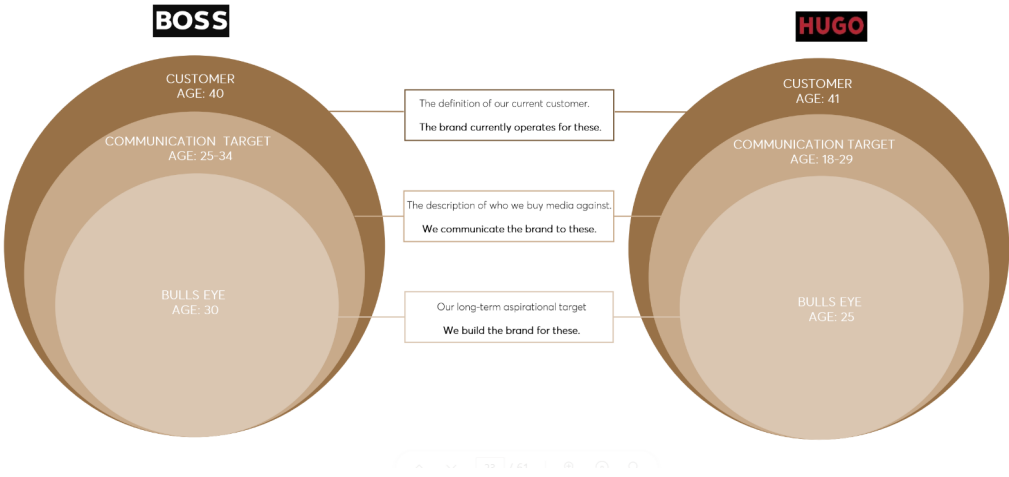 BOSS
HUGO
CUSTOMER
AGE: 40
COMMUNICATION TARGET
AGE: 25-34
BULLS EYE
AGE: 30
The definition of our current customer.
The brand currently operates for these.
The description of who we buy media against.
We communicate the brand to these.
Our long-term aspirational target
We build the brand for these.
CUSTOMER
AGE: 41
COMMUNICATION TARGET
AGE: 18-29
BULLS EYE
AGE: 25